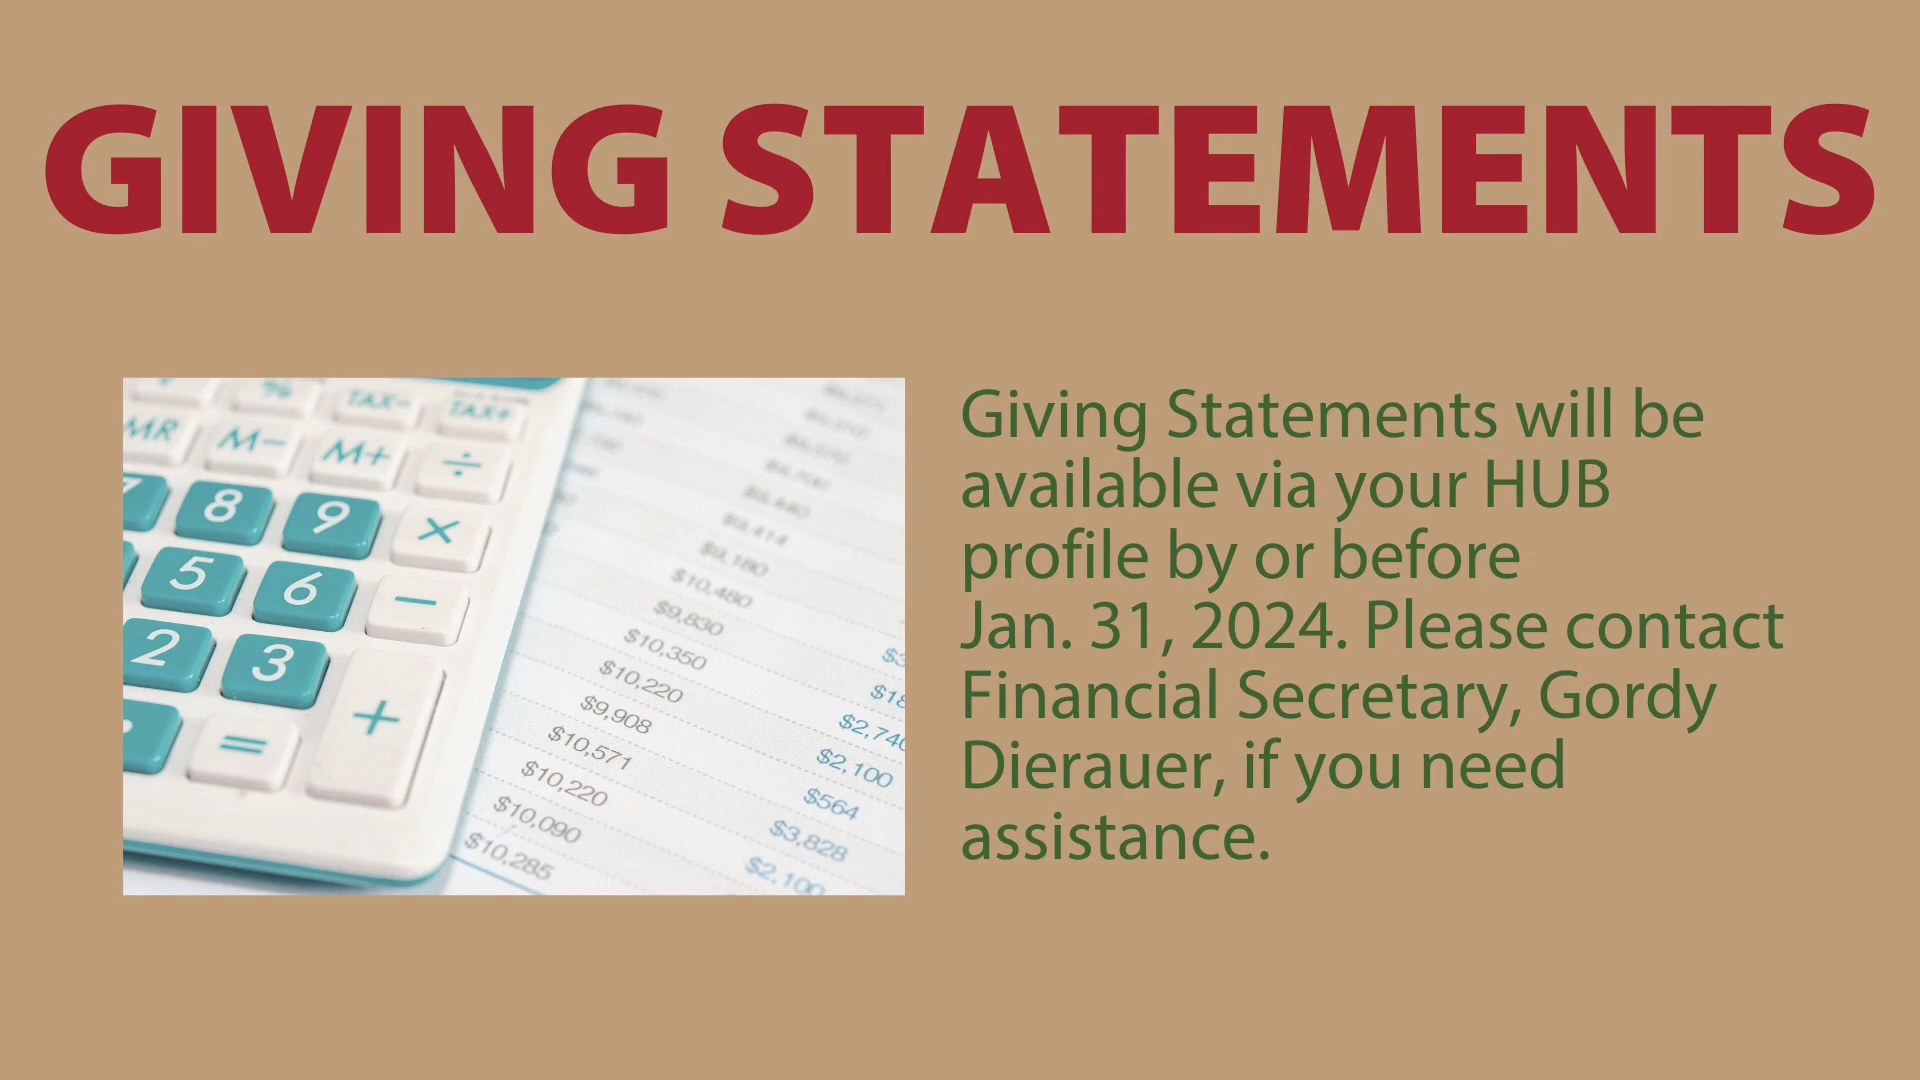 GIVING STATEMENTS
TAX- TAX+
MR M- M+ ÷
8 9 ×
5 6 −
2 3
= +
$9,180
$10,480
$9,830
$10,350
$10,220
$9,908
$10,571
$10,220
$10,090
$10,285
$2,100
$564
$3,828
$2,100
Giving Statements will be
available via your HUB
profile by or before
Jan. 31, 2024. Please contact
Financial Secretary, Gordy
Dierauer, if you need
assistance.